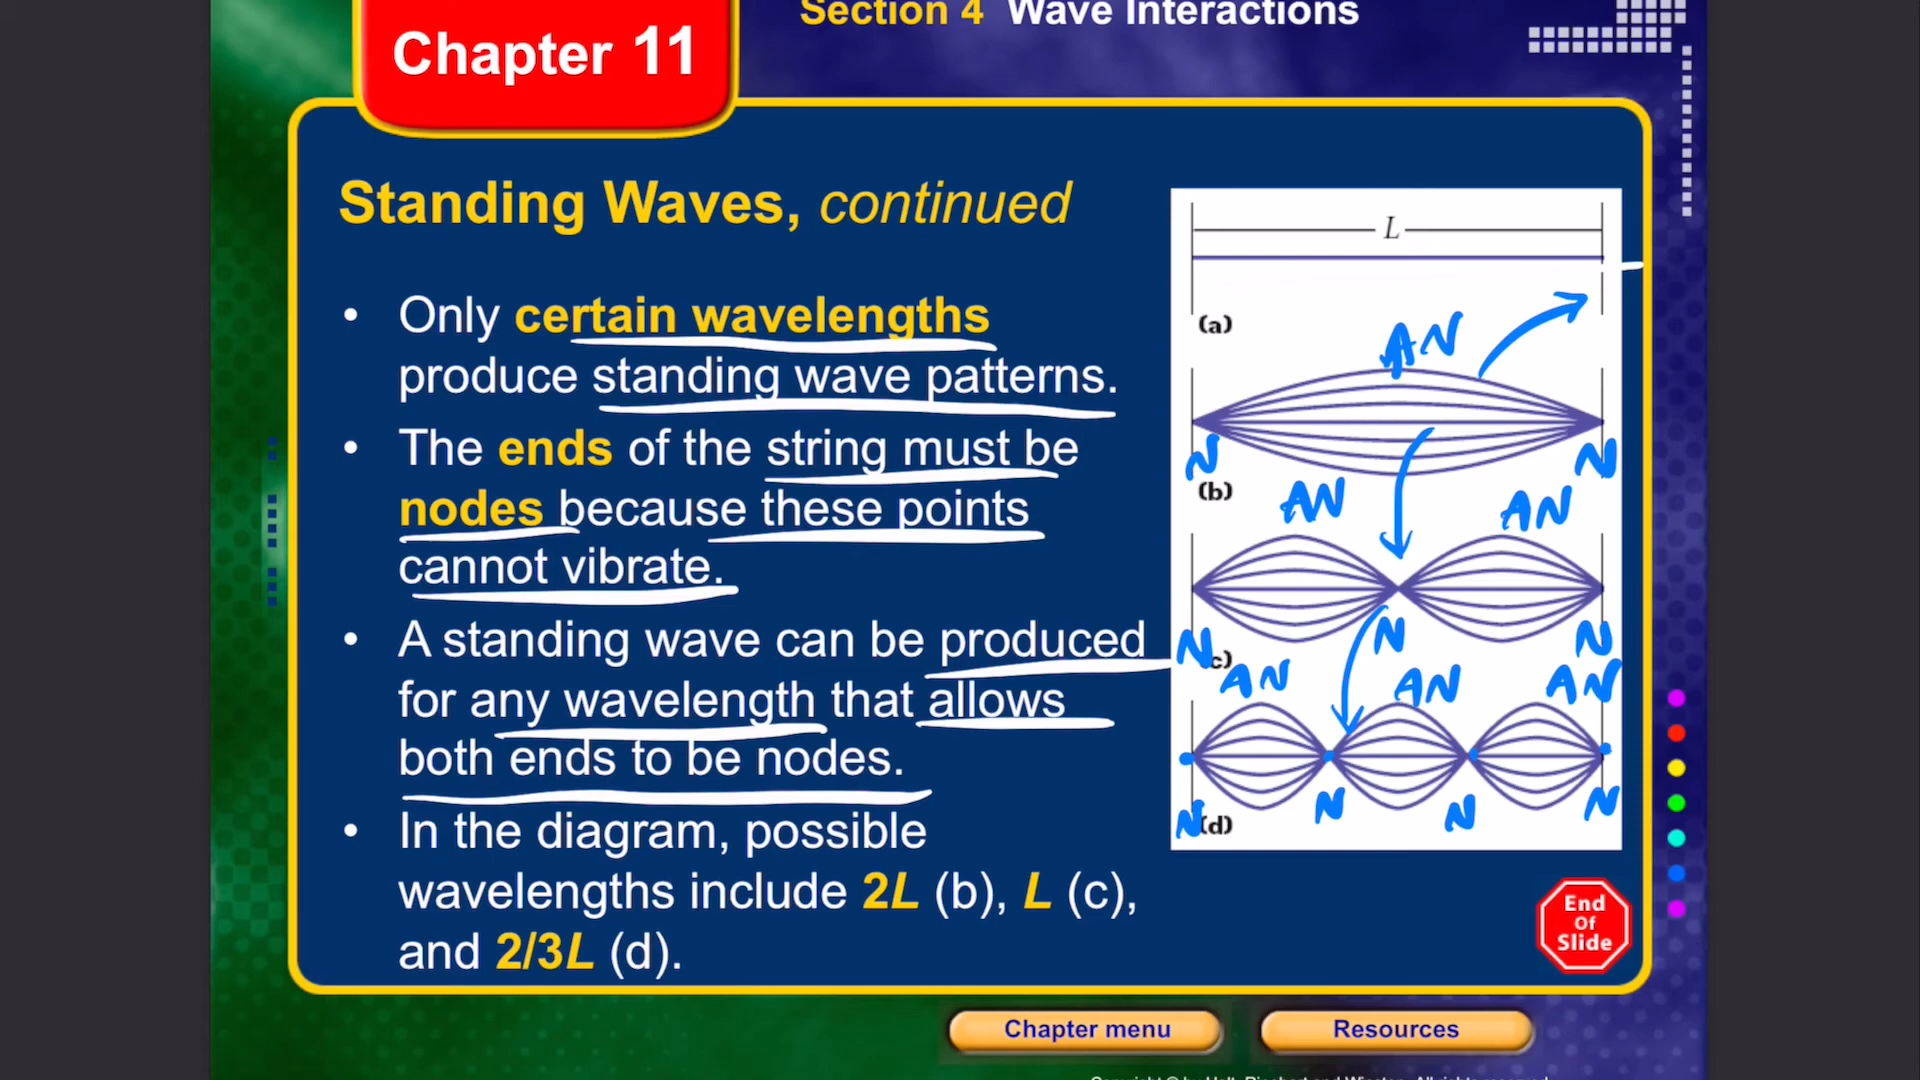 Section 4 Wave Interactions
Chapter 11
Standing Waves, continued
• Only certain wavelengths
produce standing wave patterns.
• The ends of the string must be
nodes because these points
cannot vibrate.
• A standing wave can be produced
for any wavelength that allows
both ends to be nodes.
• In the diagram, possible
wavelengths include 2L (b), L (c),
and 2/3L (d).
L
(a)
AN
N N
(b)
AN AN
N N N
(c)
AN AN AN
N N N N
(d)
End
Of
Slide
Chapter menu Resources